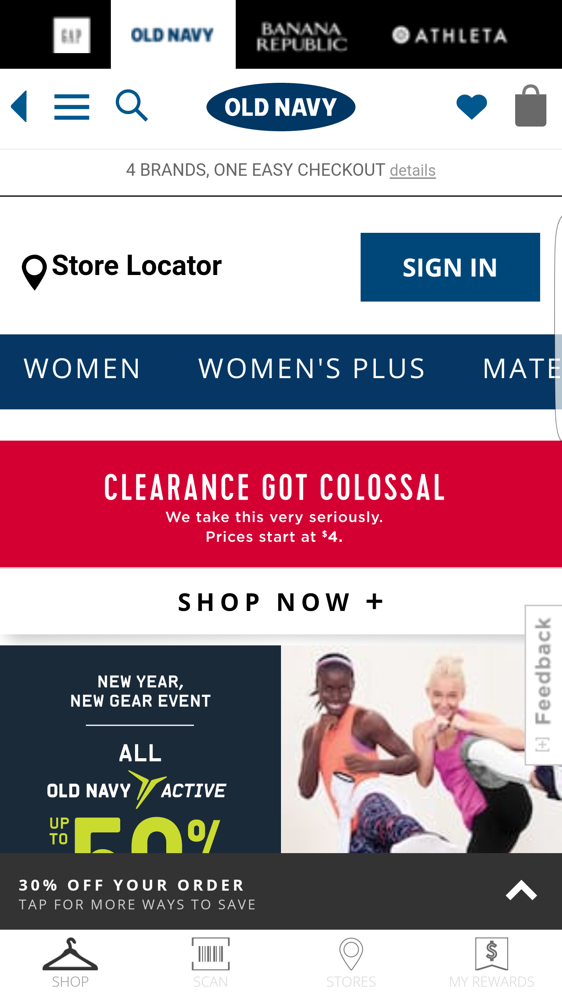 GAP
OLD NAVY
BANANA
REPUBLIC
ATHLETA
OLD NAVY
4 BRANDS, ONE EASY CHECKOUT details
Store Locator
SIGN IN
WOMEN
WOMEN'S PLUS
MATE
CLEARANCE GOT COLOSSAL
We take this very seriously.
Prices start at $4.
SHOP NOW +
[+] Feedback
NEW YEAR,
NEW GEAR EVENT
ALL
OLD NAVY ACTIVE
UP
TO
50%
30% OFF YOUR ORDER
TAP FOR MORE WAYS TO SAVE
SHOP
SCAN
STORES
MY REWARDS